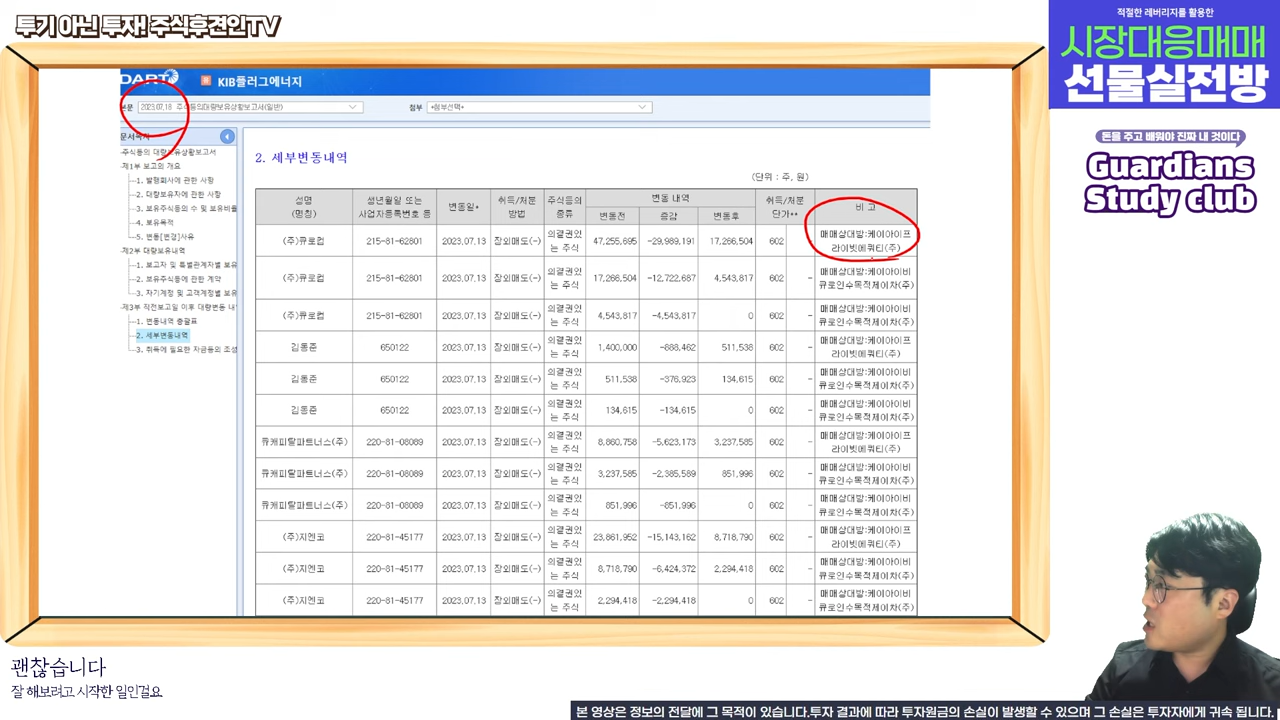 투기 아닌 투자! 주식후견인TV
적절한 레버리지를 활용한
시장대응매매
선물실전방
돈을 주고 배워야 진짜 내 것이다
Guardians
Study club
DART
KIB플러그에너지
본문 2023.07.18 주식등의대량보유상황보고서(일반)
첨부 *첨부선택*
문서목차
주식등의 대량보유상황보고서
제1부 보고의 개요
1. 발행회사에 관한 사항
2. 대량보유자에 관한 사항
3. 보유주식등의 수 및 보유비율
4. 보유목적
5. 변동[변경]사유
제2부 대량보유내역
1. 보고자 및 특별관계자별 보유
2. 보유주식등에 관한 계약
3. 자기계정 및 고객계정별 보유
제3부 직전보고일 이후 대량변동 내
1. 변동내역 총괄표
2. 세부변동내역
3. 취득에 필요한 자금등의 조성
2. 세부변동내역
(단위 : 주, 원)
성명 (명칭) 생년월일 또는 사업자등록번호 등 변동일* 취득/처분 방법 주식등의 종류 변동 내역 취득/처분 단가** 비 고
변동전 증감 변동후
(주)큐로컴 215-81-62801 2023.07.13 장외매도(-) 의결권있는 주식 47,255,695 -29,989,191 17,266,504 602 - 매매상대방:케이아이프라이빗에쿼티(주)
(주)큐로컴 215-81-62801 2023.07.13 장외매도(-) 의결권있는 주식 17,266,504 -12,722,687 4,543,817 602 - 매매상대방:케이아이비큐로인수목적제이차(주)
(주)큐로컴 215-81-62801 2023.07.13 장외매도(-) 의결권있는 주식 4,543,817 -4,543,817 0 602 - 매매상대방:케이아이비큐로인수목적제이차(주)
김동준 650122 2023.07.13 장외매도(-) 의결권있는 주식 1,400,000 -888,462 511,538 602 - 매매상대방:케이아이프라이빗에쿼티(주)
김동준 650122 2023.07.13 장외매도(-) 의결권있는 주식 511,538 -376,923 134,615 602 - 매매상대방:케이아이비큐로인수목적제이차(주)
김동준 650122 2023.07.13 장외매도(-) 의결권있는 주식 134,615 -134,615 0 602 - 매매상대방:케이아이비큐로인수목적제이차(주)
큐캐피탈파트너스(주) 220-81-08089 2023.07.13 장외매도(-) 의결권있는 주식 8,860,758 -5,623,173 3,237,585 602 - 매매상대방:케이아이프라이빗에쿼티(주)
큐캐피탈파트너스(주) 220-81-08089 2023.07.13 장외매도(-) 의결권있는 주식 3,237,585 -2,385,589 851,996 602 - 매매상대방:케이아이비큐로인수목적제이차(주)
큐캐피탈파트너스(주) 220-81-08089 2023.07.13 장외매도(-) 의결권있는 주식 851,996 -851,996 0 602 - 매매상대방:케이아이비큐로인수목적제이차(주)
(주)지엔코 220-81-45177 2023.07.13 장외매도(-) 의결권있는 주식 23,861,952 -15,143,162 8,718,790 602 - 매매상대방:케이아이프라이빗에쿼티(주)
(주)지엔코 220-81-45177 2023.07.13 장외매도(-) 의결권있는 주식 8,718,790 -6,424,372 2,294,418 602 - 매매상대방:케이아이비큐로인수목적제이차(주)
(주)지엔코 220-81-45177 2023.07.13 장외매도(-) 의결권있는 주식 2,294,418 -2,294,418 0 602 - 매매상대방:케이아이비큐로인수목적제이차(주)
괜찮습니다
잘 해보려고 시작한 일인걸요
본 영상은 정보의 전달에 그 목적이 있습니다.투자 결과에 따라 투자원금의 손실이 발생할 수 있으며 그 손실은 투자자에게 귀속 됩니다.